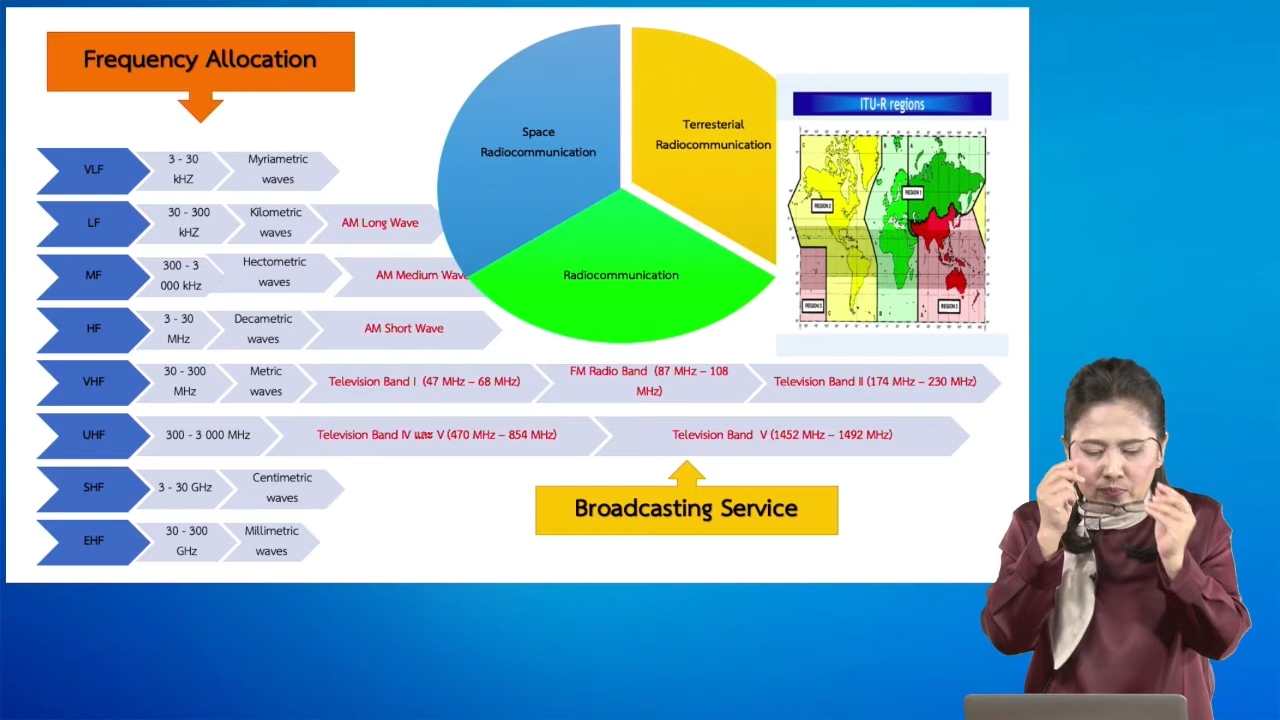 Frequency Allocation
VLF
3 - 30
kHZ
Myriametric
waves
LF
30 - 300
kHZ
Kilometric
waves
AM Long Wave
MF
300 - 3
000 kHz
Hectometric
waves
AM Medium Wave
HF
3 - 30
MHz
Decametric
waves
AM Short Wave
VHF
30 - 300
MHz
Metric
waves
Television Band I (47 MHz – 68 MHz)
FM Radio Band (87 MHz – 108
MHz)
Television Band II (174 MHz – 230 MHz)
UHF
300 - 3 000 MHz
Television Band IV และ V (470 MHz – 854 MHz)
Television Band V (1452 MHz – 1492 MHz)
SHF
3 - 30 GHz
Centimetric
waves
EHF
30 - 300
GHz
Millimetric
waves
Space
Radiocommunication
Terresterial
Radiocommunication
Radiocommunication
ITU-R regions
REGION 2
REGION 1
REGION 3
REGION 3
C
B
A
C
B
A
Broadcasting Service